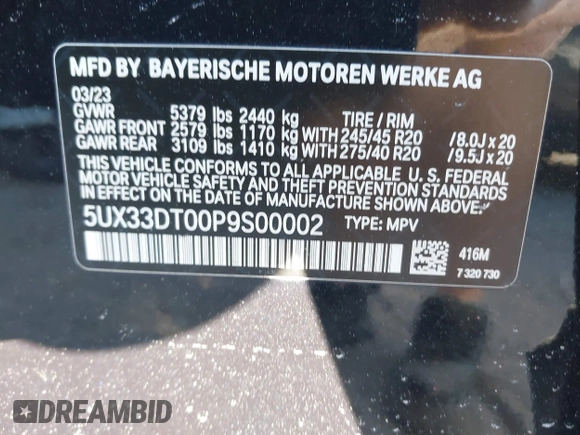 MFD BY BAYERISCHE MOTOREN WERKE AG
03/23
GVWR 5379 lbs 2440 kg TIRE / RIM
GAWR FRONT 2579 lbs 1170 kg WITH 245/45 R20 /8.0J x 20
GAWR REAR 3109 lbs 1410 kg WITH 275/40 R20 /9.5J x 20
THIS VEHICLE CONFORMS TO ALL APPLICABLE U. S. FEDERAL
MOTOR VEHICLE SAFETY, BUMPER, AND THEFT PREVENTION STANDARDS
IN EFFECT ON THE DATE OF MANUFACTURE SHOWN ABOVE.
5UX33DT00P9S00002 TYPE: MPV
416M
7 320 730
DREAMBID